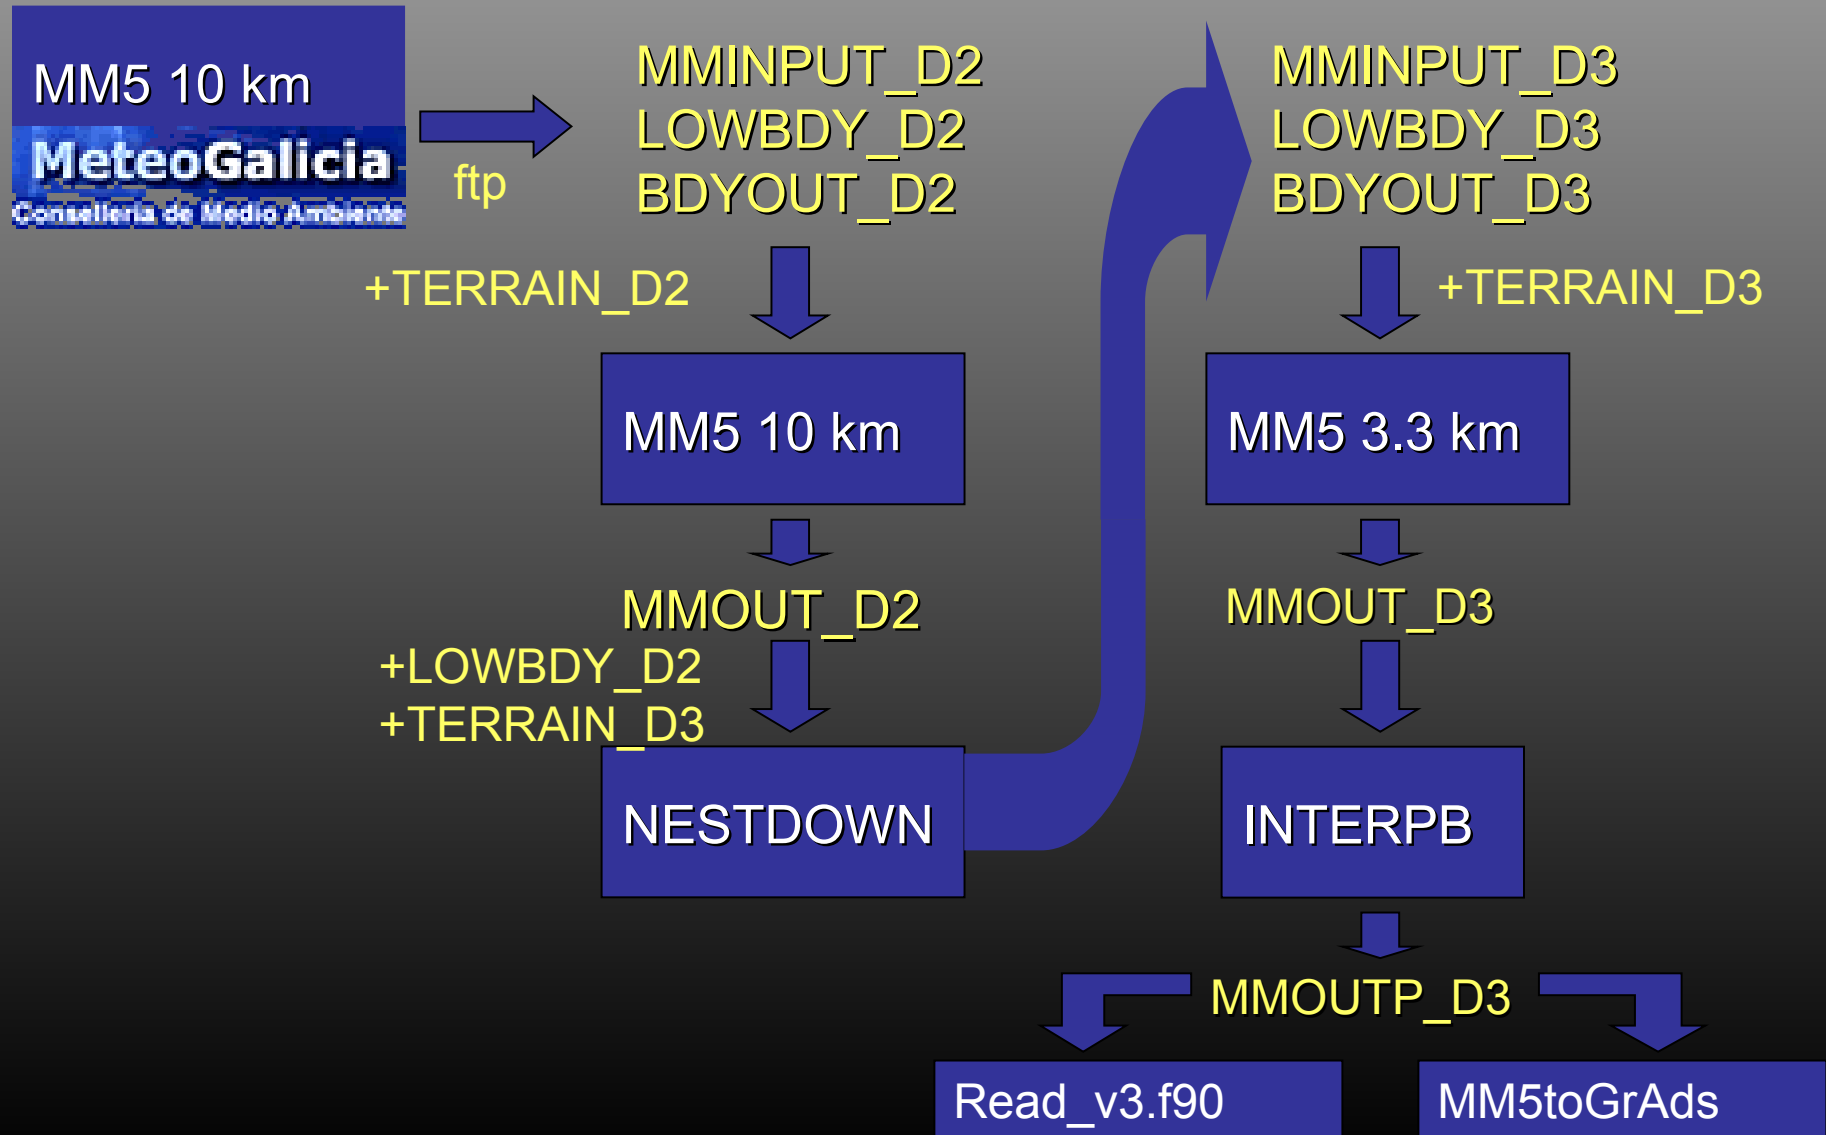 MM5 10 km
MeteoGalicia
Consellería de Medio Ambiente
ftp
MMINPUT_D2
LOWBDY_D2
BDYOUT_D2
+TERRAIN_D2
MM5 10 km
MMOUT_D2
+LOWBDY_D2
+TERRAIN_D3
NESTDOWN
MMINPUT_D3
LOWBDY_D3
BDYOUT_D3
+TERRAIN_D3
MM5 3.3 km
MMOUT_D3
INTERPB
MMOUTP_D3
Read_v3.f90
MM5toGrAds